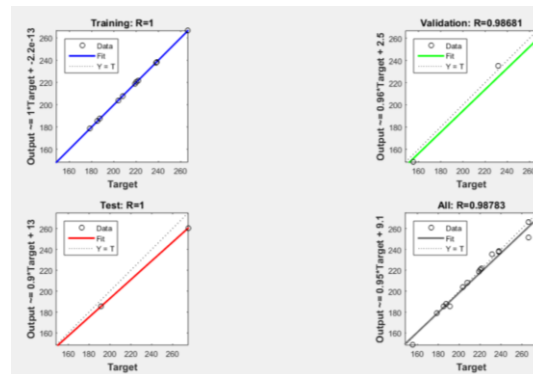 Training: R=1
Output ~= 1*Target + -2.2e-13
Data
Fit
Y = T
260
240
220
200
180
160
160 180 200 220 240 260
Target
Validation: R=0.98681
Output ~= 0.96*Target + 2.5
Data
Fit
Y = T
260
240
220
200
180
160
160 180 200 220 240 260
Target
Test: R=1
Output ~= 0.9*Target + 13
Data
Fit
Y = T
260
240
220
200
180
160
160 180 200 220 240 260
Target
All: R=0.98783
Output ~= 0.95*Target + 9.1
Data
Fit
Y = T
260
240
220
200
180
160
160 180 200 220 240 260
Target